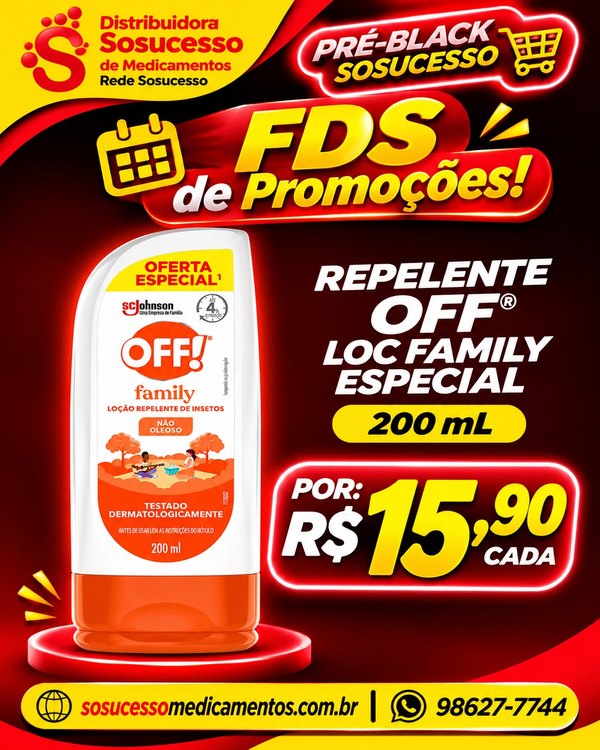 Distribuidora
Sosucesso
de Medicamentos
Rede Sosucesso
PRÉ-BLACK
SOSUCESSO
FDS
de Promoções!
OFERTA
ESPECIAL¹
SCJohnson
Uma Empresa de Família
4
OFF!®
family
LOÇÃO REPELENTE DE INSETOS
NÃO
OLEOSO
TESTADO
DERMATOLOGICAMENTE
ANTES DE USAR LEIA AS INSTRUÇÕES DO RÓTULO
200 ml
REPELENTE
OFF®
LOC FAMILY
ESPECIAL
200 mL
POR:
R$ 15,90
CADA
sosucessomedicamentos.com.br | 98627-7744